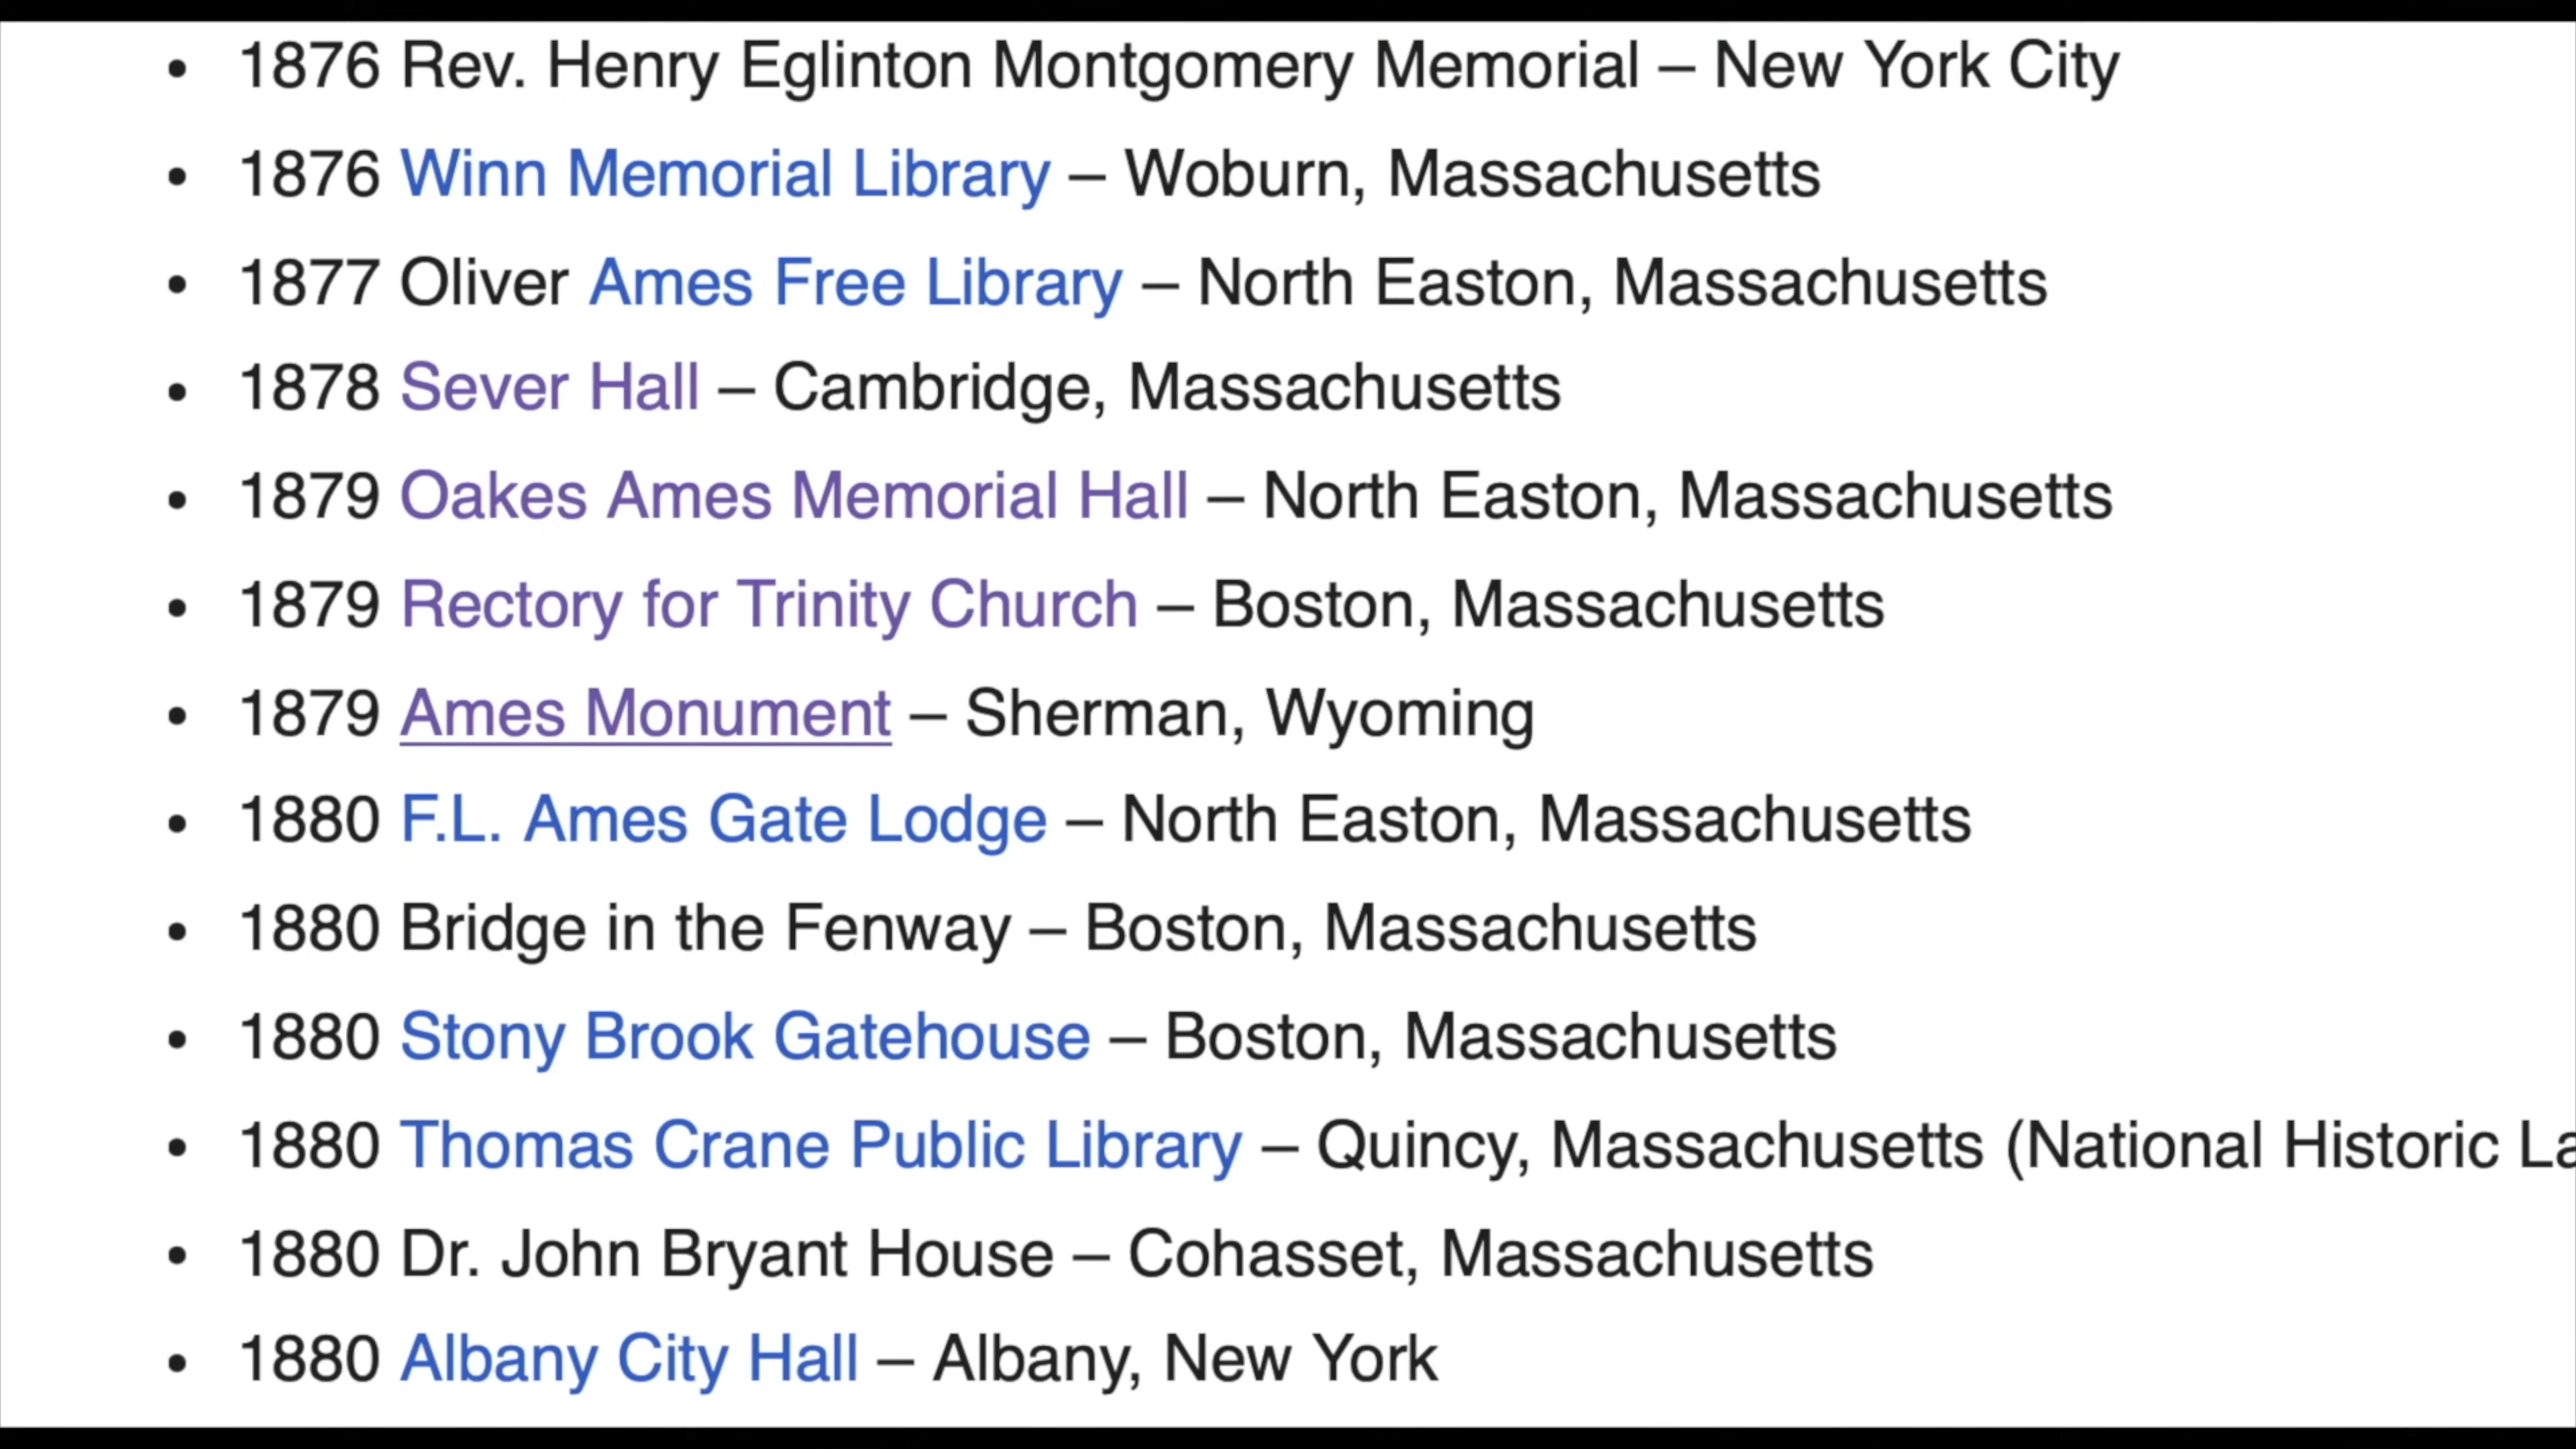 • 1876 Rev. Henry Eglinton Montgomery Memorial – New York City
• 1876 Winn Memorial Library – Woburn, Massachusetts
• 1877 Oliver Ames Free Library – North Easton, Massachusetts
• 1878 Sever Hall – Cambridge, Massachusetts
• 1879 Oakes Ames Memorial Hall – North Easton, Massachusetts
• 1879 Rectory for Trinity Church – Boston, Massachusetts
• 1879 Ames Monument – Sherman, Wyoming
• 1880 F.L. Ames Gate Lodge – North Easton, Massachusetts
• 1880 Bridge in the Fenway – Boston, Massachusetts
• 1880 Stony Brook Gatehouse – Boston, Massachusetts
• 1880 Thomas Crane Public Library – Quincy, Massachusetts (National Historic
• 1880 Dr. John Bryant House – Cohasset, Massachusetts
• 1880 Albany City Hall – Albany, New York